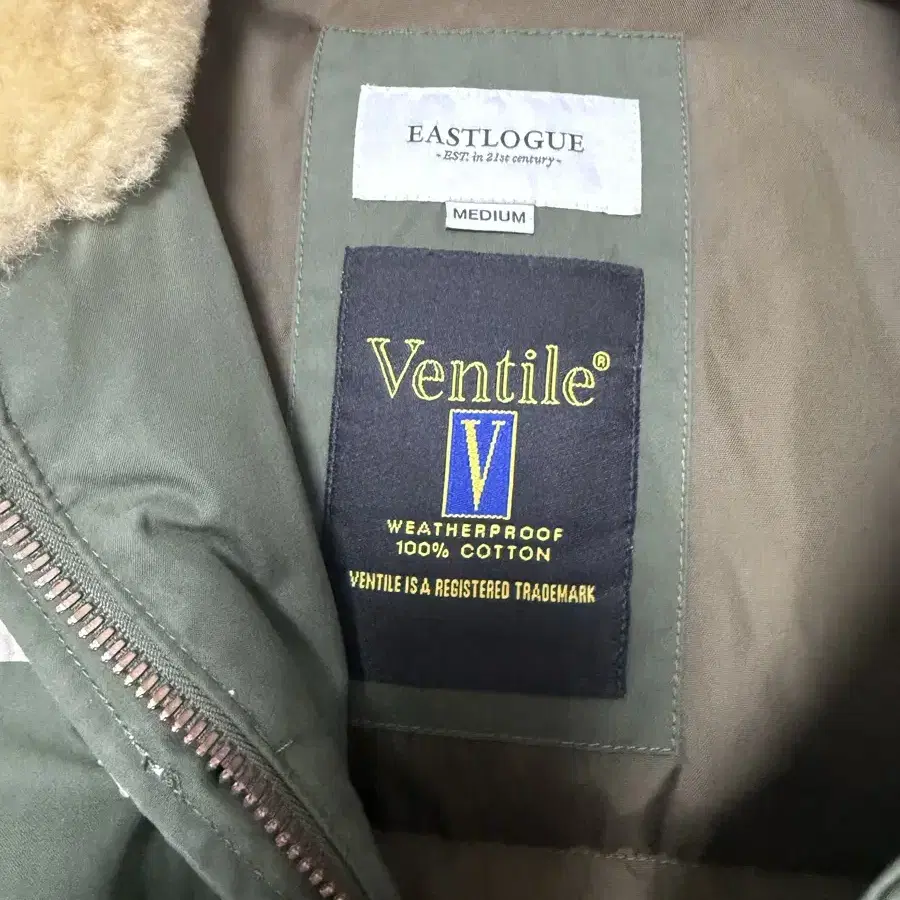 EASTLOGUE
-EST. in 21st century-
MEDIUM
Ventile®
V
WEATHERPROOF
100% COTTON
VENTILE IS A REGISTERED TRADEMARK